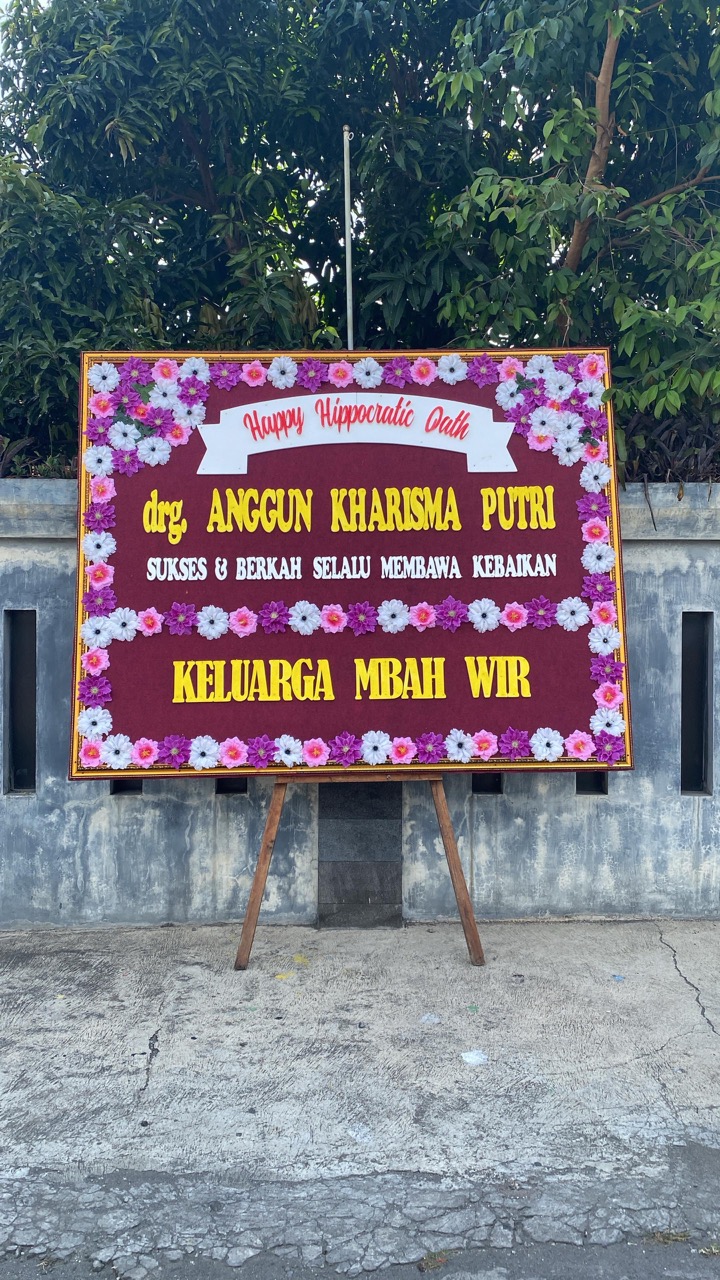 Happy Hippocratic Oath
drg. ANGGUN KHARISMA PUTRI
SUKSES & BERKAH SELALU MEMBAWA KEBAIKAN
KELUARGA MBAH WIR